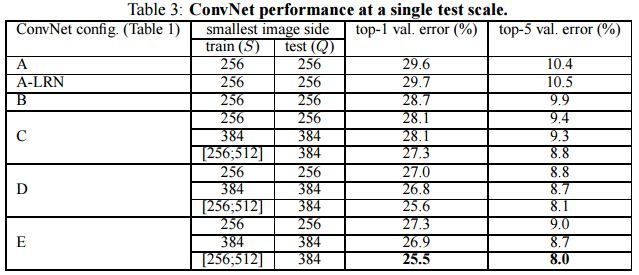 Table 3: ConvNet performance at a single test scale.
ConvNet config. (Table 1) smallest image side top-1 val. error (%) top-5 val. error (%)
train (S) test (Q)
A 256 256 29.6 10.4
A-LRN 256 256 29.7 10.5
B 256 256 28.7 9.9
256 256 28.1 9.4
C 384 384 28.1 9.3
[256;512] 384 27.3 8.8
256 256 27.0 8.8
D 384 384 26.8 8.7
[256;512] 384 25.6 8.1
256 256 27.3 9.0
E 384 384 26.9 8.7
[256;512] 384 25.5 8.0